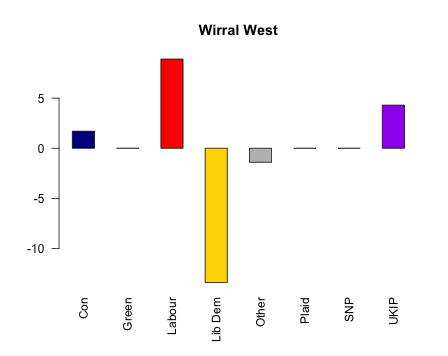 Wirral West
5
0
-5
-10
Con
Green
Labour
Lib Dem
Other
Plaid
SNP
UKIP